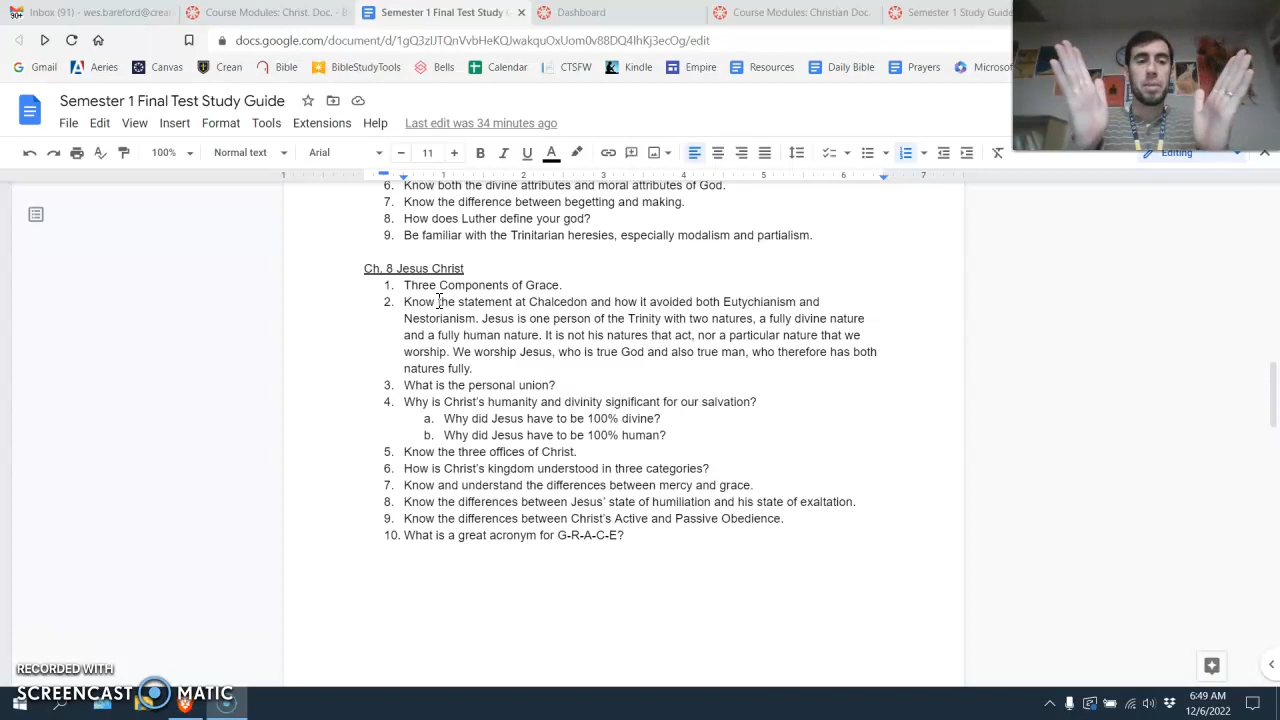 Inbox (91) - ws.bareford@crean
Course Modules: Christ. Doc. - B
Semester 1 Final Test Study G
Dashboard
Course Modules: Christian Doc.
Semester 1 Study Guide
docs.google.com/document/d/
Gmail
Aeries
Canvas
Crean
Bible
BibleStudyTools
Bells
Calendar
CTSFW
Kindle
Empire
Resources
Daily Bible
Prayers
Microsof
Semester 1 Final Test Study Guide
File Edit View Insert Format Tools Extensions Help Last edit was 34 minutes ago
100% Normal text Arial 11 Editing
1 1 2 3 4 5 6 7
6. Know both the divine attributes and moral attributes of God.
7. Know the difference between begetting and making.
8. How does Luther define your god?
9. Be familiar with the Trinitarian heresies, especially modalism and partialism.
Ch. 8 Jesus Christ
1. Three Components of Grace.
2. Know the statement at Chalcedon and how it avoided both Eutychianism and
Nestorianism. Jesus is one person of the Trinity with two natures, a fully divine nature
and a fully human nature. It is not his natures that act, nor a particular nature that we
worship. We worship Jesus, who is true God and also true man, who therefore has both
natures fully.
3. What is the personal union?
4. Why is Christ's humanity and divinity significant for our salvation?
a. Why did Jesus have to be 100% divine?
b. Why did Jesus have to be 100% human?
5. Know the three offices of Christ.
6. How is Christ's kingdom understood in three categories?
7. Know and understand the differences between mercy and grace.
8. Know the differences between Jesus' state of humiliation and his state of exaltation.
9. Know the differences between Christ's Active and Passive Obedience.
10. What is a great acronym for G-R-A-C-E?
RECORDED WITH
SCREENCAST MATIC
6:49 AM
12/6/2022